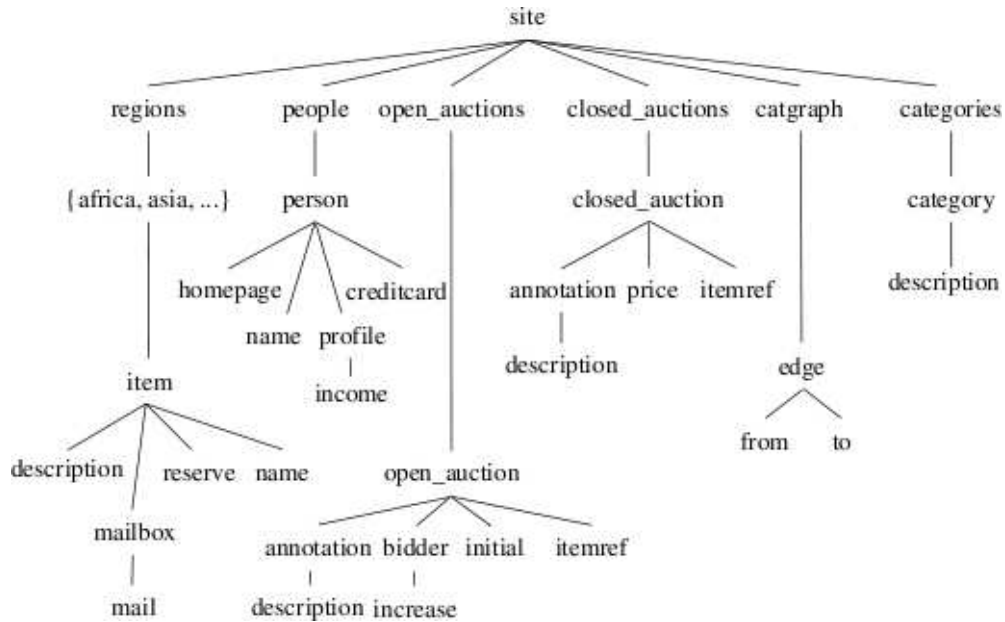 site
regions people open_auctions closed_auctions catgraph categories
{africa, asia, ...} person closed_auction category
homepage creditcard annotation price itemref description
name profile
description edge
item income
from to
description reserve name open_auction
mailbox annotation bidder initial itemref
mail description increase